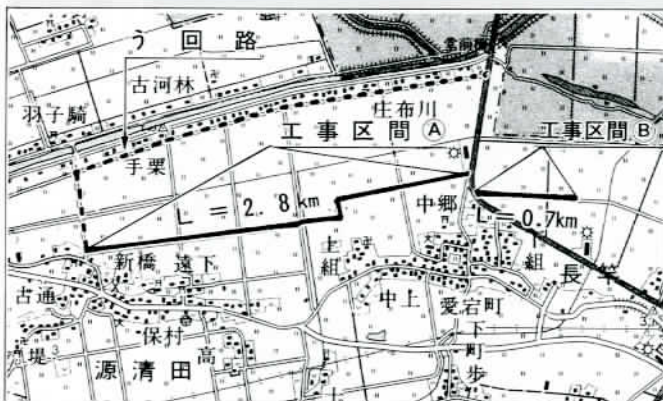 う回路
古河林
羽子騎
庄布川
手栗
工事区間Ⓐ
工事区間Ⓑ
L=2.8km
中郷
L=0.7km
下組
長竿
上組
新橋
遠下
古通
中上
愛宕町
保村
高
堤
源清田
下町歩